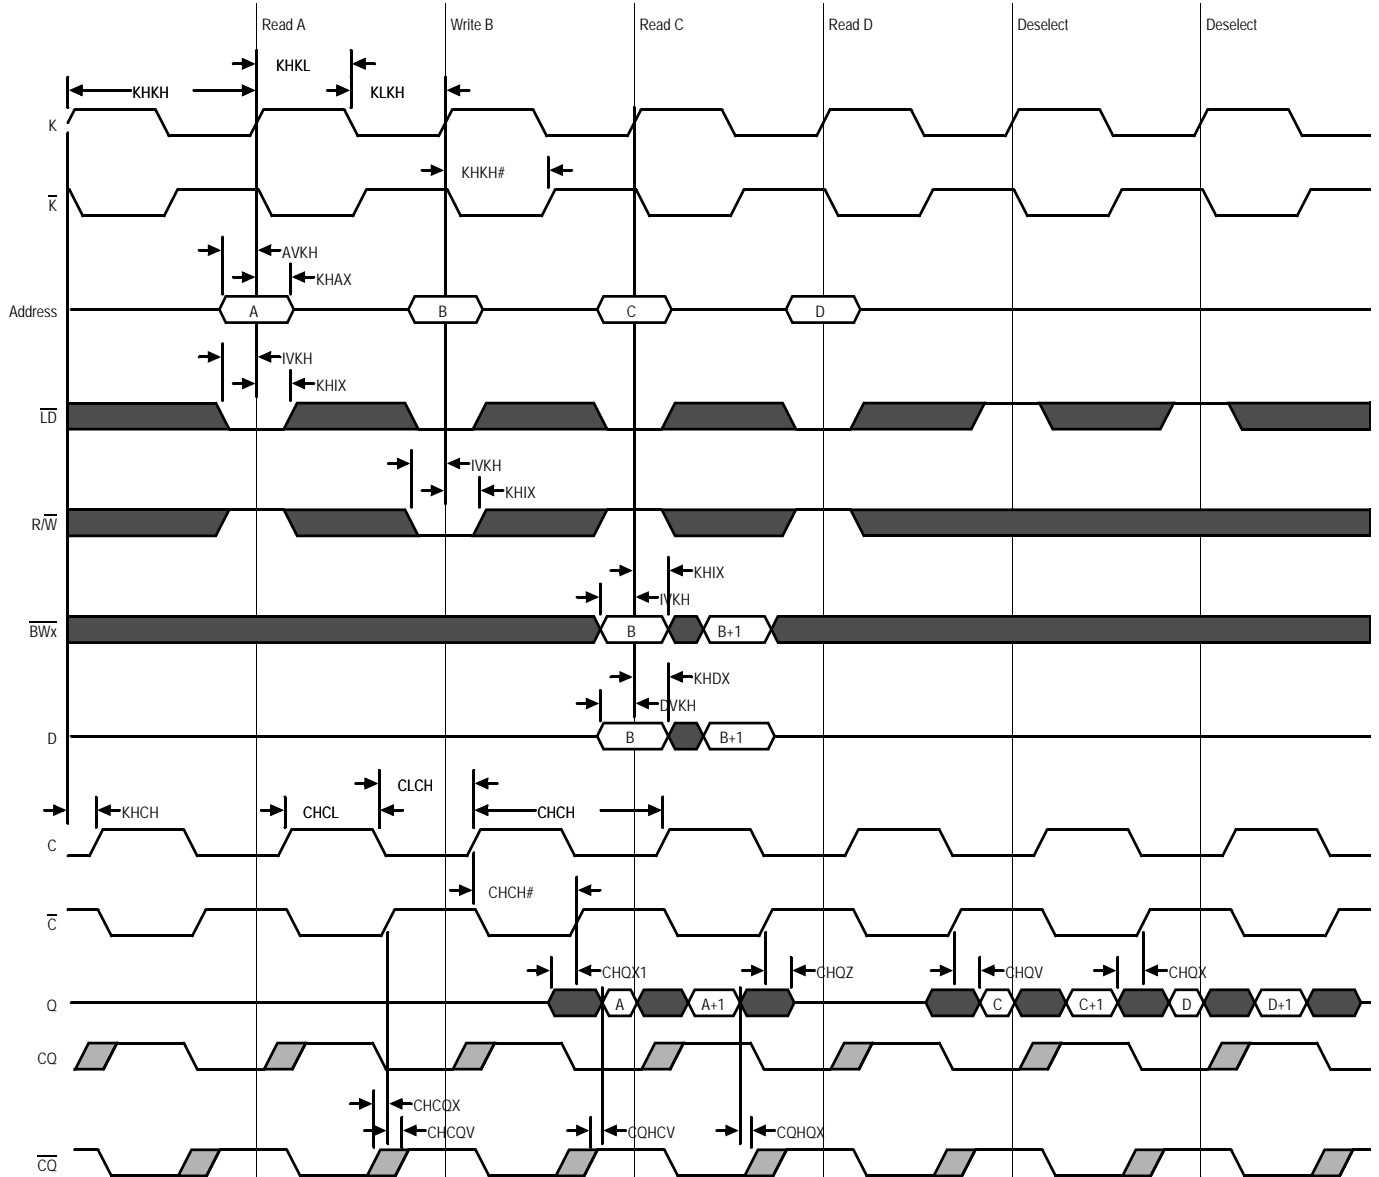 Read A Write B Read C Read D Deselect Deselect
KHKL
KHKH KLKH
K
KHKH#
K
AVKH
KHAX
Address A B C D
IVKH
KHIX
LD
IVKH
KHIX
R/W
KHIX
IVKH
BWx B B+1
KHDX
DVKH
D B B+1
CLCH
KHCH CHCL CHCH
C
CHCH#
C
CHQX1 CHQZ CHQV CHQX
Q A A+1 C C+1 D D+1
CQ
CHCQX
CHCQV CQHCV CQHQX
CQ